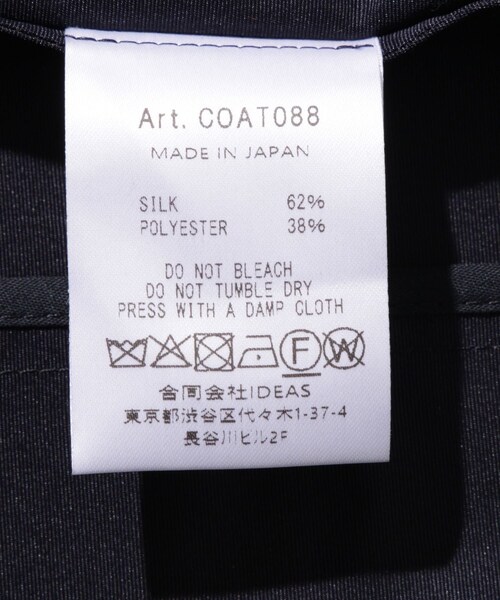 Art. COAT088
MADE IN JAPAN
SILK 62%
POLYESTER 38%
DO NOT BLEACH
DO NOT TUMBLE DRY
PRESS WITH A DAMP CLOTH
F W
合同会社IDEAS
東京都渋谷区代々木1-37-4
長谷川ビル2F